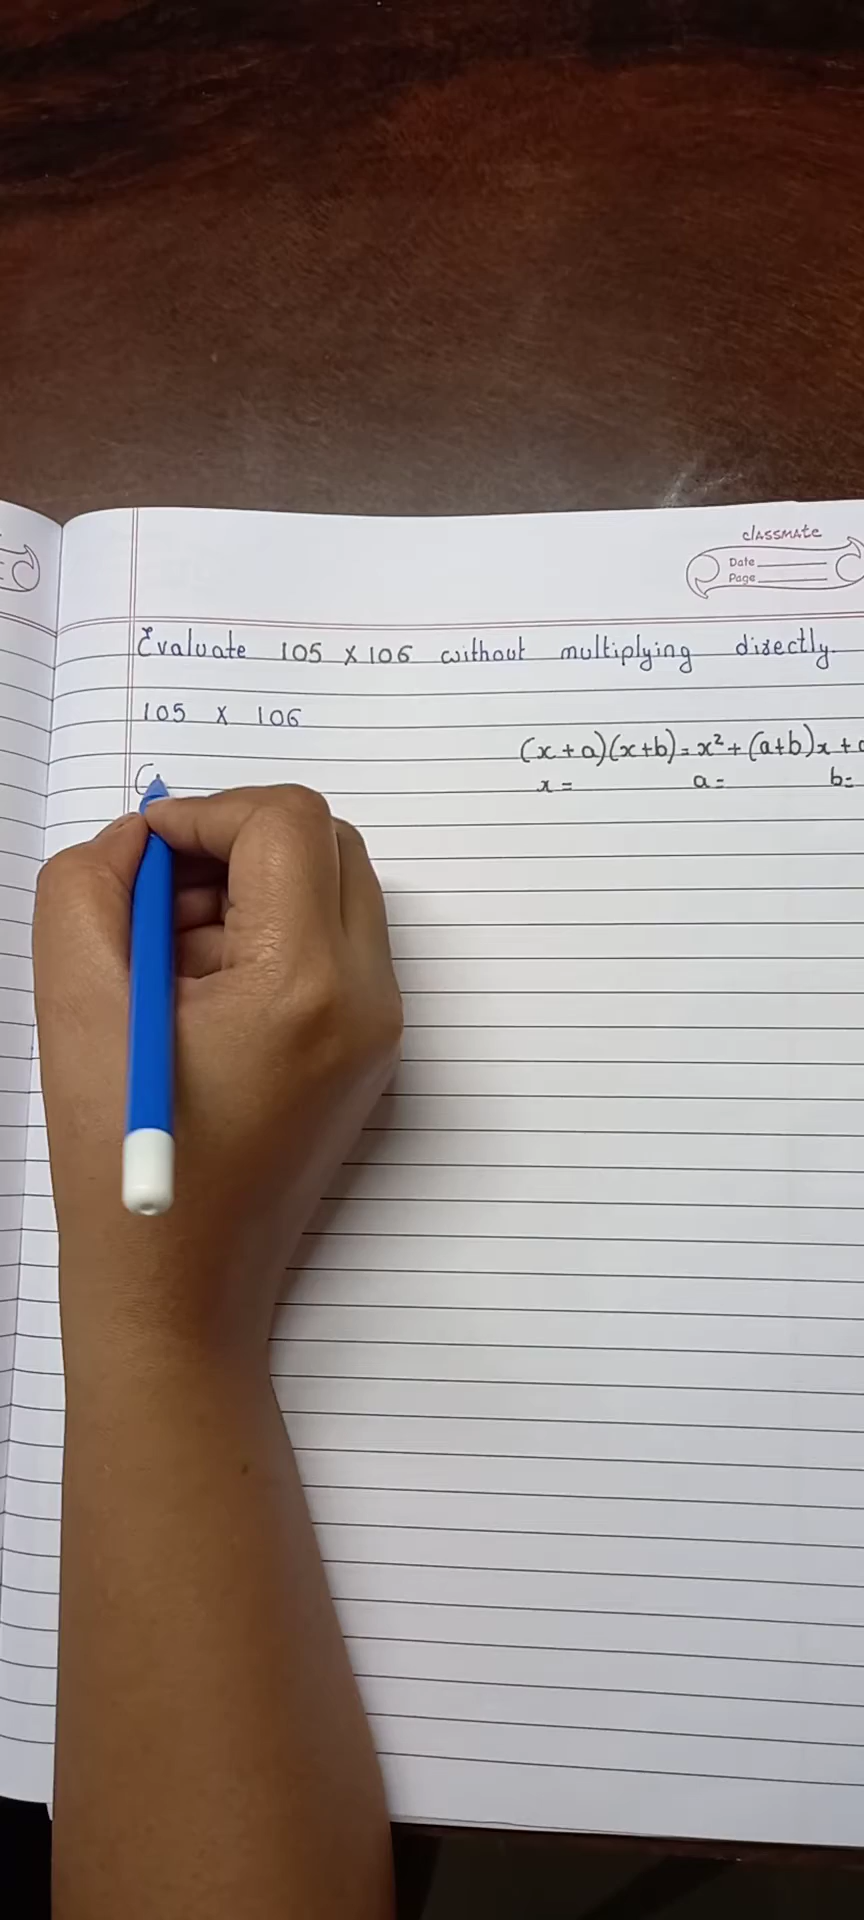 classmate
Date
Page
Evaluate 105 x 106 without multiplying directly.
105 x 106
(x+a)(x+b)=x²+(a+b)x+
x= a= b=
(